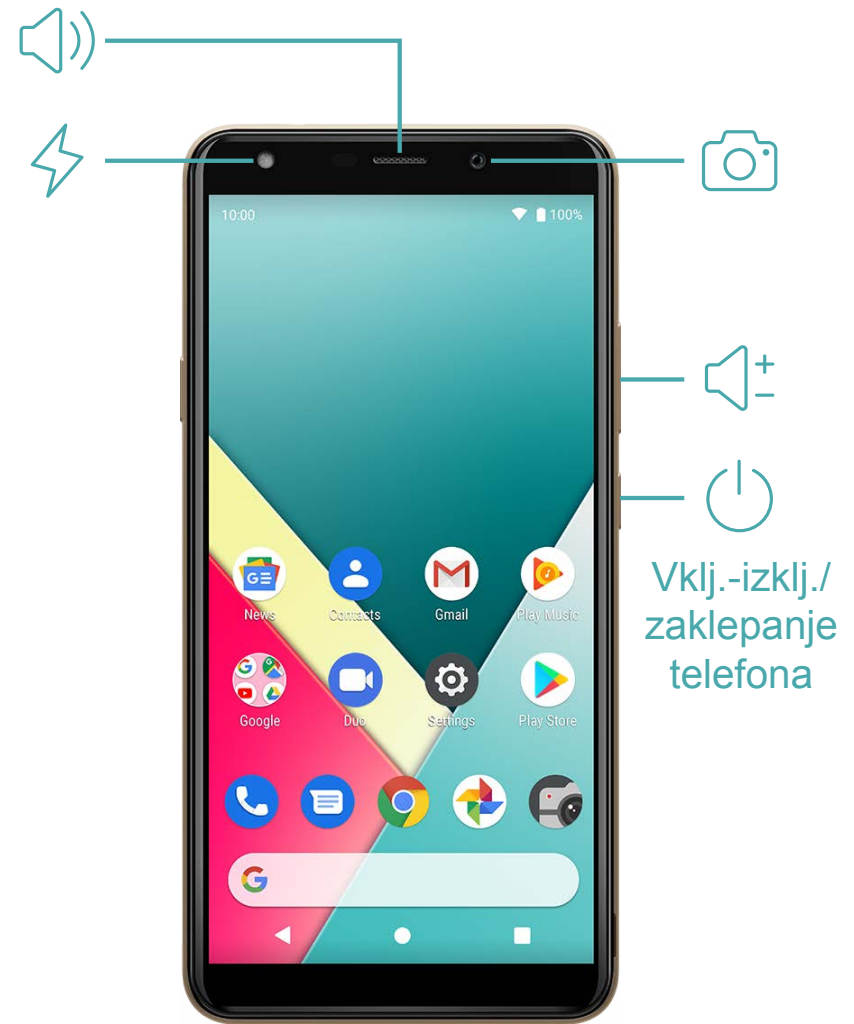 10:00
100%
News
Contacts
Gmail
Play Music
Google
Duo
Settings
Play Store
Vklj.-izklj./
zaklepanje
telefona